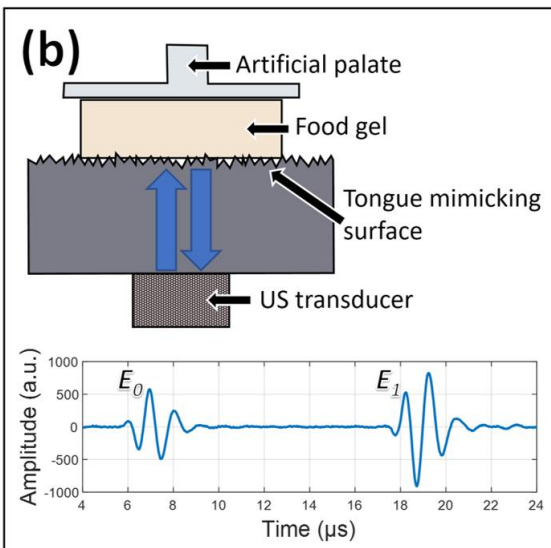 (b)
Artificial palate
Food gel
Tongue mimicking
surface
US transducer
E0
E1
Amplitude (a.u.)
1000
500
0
-500
-1000
4 6 8 10 12 14 16 18 20 22 24
Time (µs)